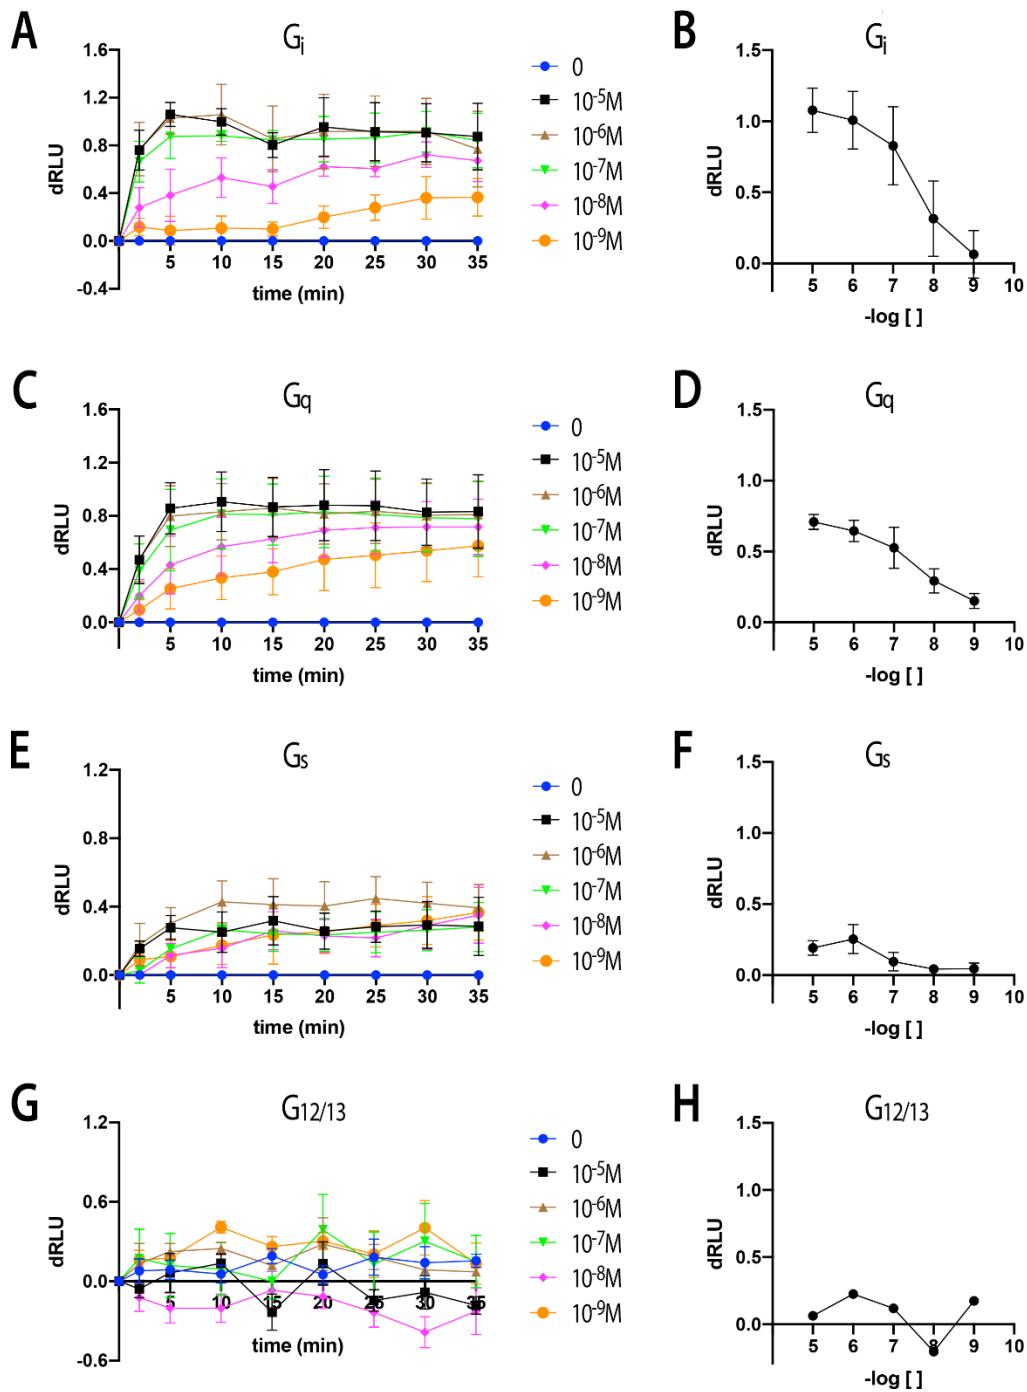 A
G_i
1.6
1.2
0.8
0.4
0.0
-0.4
dRLU
5 10 15 20 25 30 35
time (min)
0
10⁻⁵M
10⁻⁶M
10⁻⁷M
10⁻⁸M
10⁻⁹M
B
G_i
1.5
1.0
0.5
0.0
dRLU
5 6 7 8 9 10
-log [ ]
C
Gq
1.6
1.2
0.8
0.4
0.0
dRLU
5 10 15 20 25 30 35
time (min)
0
10⁻⁵M
10⁻⁶M
10⁻⁷M
10⁻⁸M
10⁻⁹M
D
Gq
1.5
1.0
0.5
0.0
dRLU
5 6 7 8 9 10
-log [ ]
E
Gs
1.2
0.8
0.4
0.0
dRLU
5 10 15 20 25 30 35
time (min)
0
10⁻⁵M
10⁻⁶M
10⁻⁷M
10⁻⁸M
10⁻⁹M
F
Gs
1.5
1.0
0.5
0.0
dRLU
5 6 7 8 9 10
-log [ ]
G
G12/13
1.2
0.6
0.0
-0.6
dRLU
5 10 15 20 25 30 35
time (min)
0
10⁻⁵M
10⁻⁶M
10⁻⁷M
10⁻⁸M
10⁻⁹M
H
G12/13
1.5
1.0
0.5
0.0
dRLU
5 6 7 8 9 10
-log [ ]